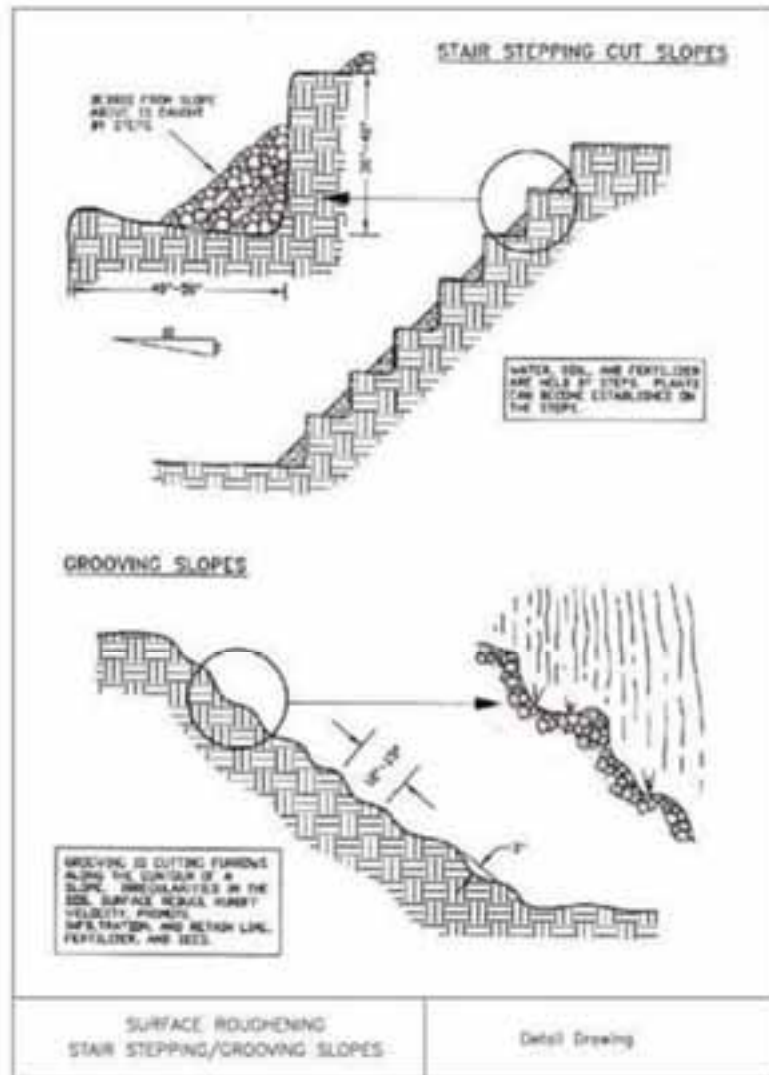 STAIR STEPPING CUT SLOPES
DEBRIS FROM SLOPE
ABOVE IS CAUGHT
BY STEPS
WATER, SOIL, AND FERTILIZER
ARE HELD BY STEPS. PLANTS
CAN BECOME ESTABLISHED ON
THE STEPS.
GROOVING SLOPES
3"
GROOVING IS CUTTING FURROWS
ALONG THE CONTOUR OF A
SLOPE. IRREGULARITIES IN THE
SOIL SURFACE REDUCE RUNOFF
VELOCITY, PROMOTE
INFILTRATION, AND RETAIN LIME,
FERTILIZER, AND SEED.
SURFACE ROUGHENING
STAIR STEPPING/GROOVING SLOPES
Detail Drawing